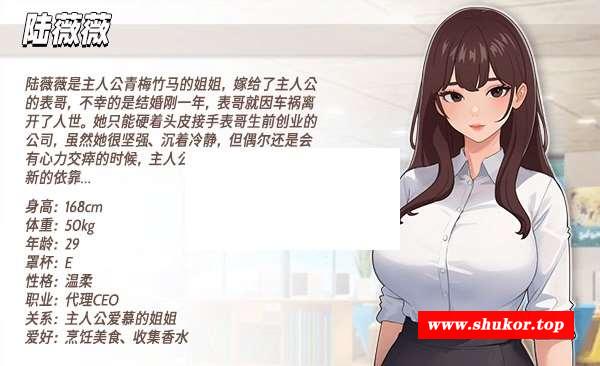 陆薇薇
陆薇薇是主人公青梅竹马的姐姐，嫁给了主人公
的表哥，不幸的是结婚刚一年，表哥就因车祸离
开了人世。她只能硬着头皮接手表哥生前创业的
公司，虽然她很坚强、沉着冷静，但偶尔还是会
有心力交瘁的时候，主人公
新的依靠...
身高：168cm
体重：50kg
年龄：29
罩杯：E
性格：温柔
职业：代理CEO
关系：主人公爱慕的姐姐
爱好：烹饪美食、收集香水
www.shukor.top